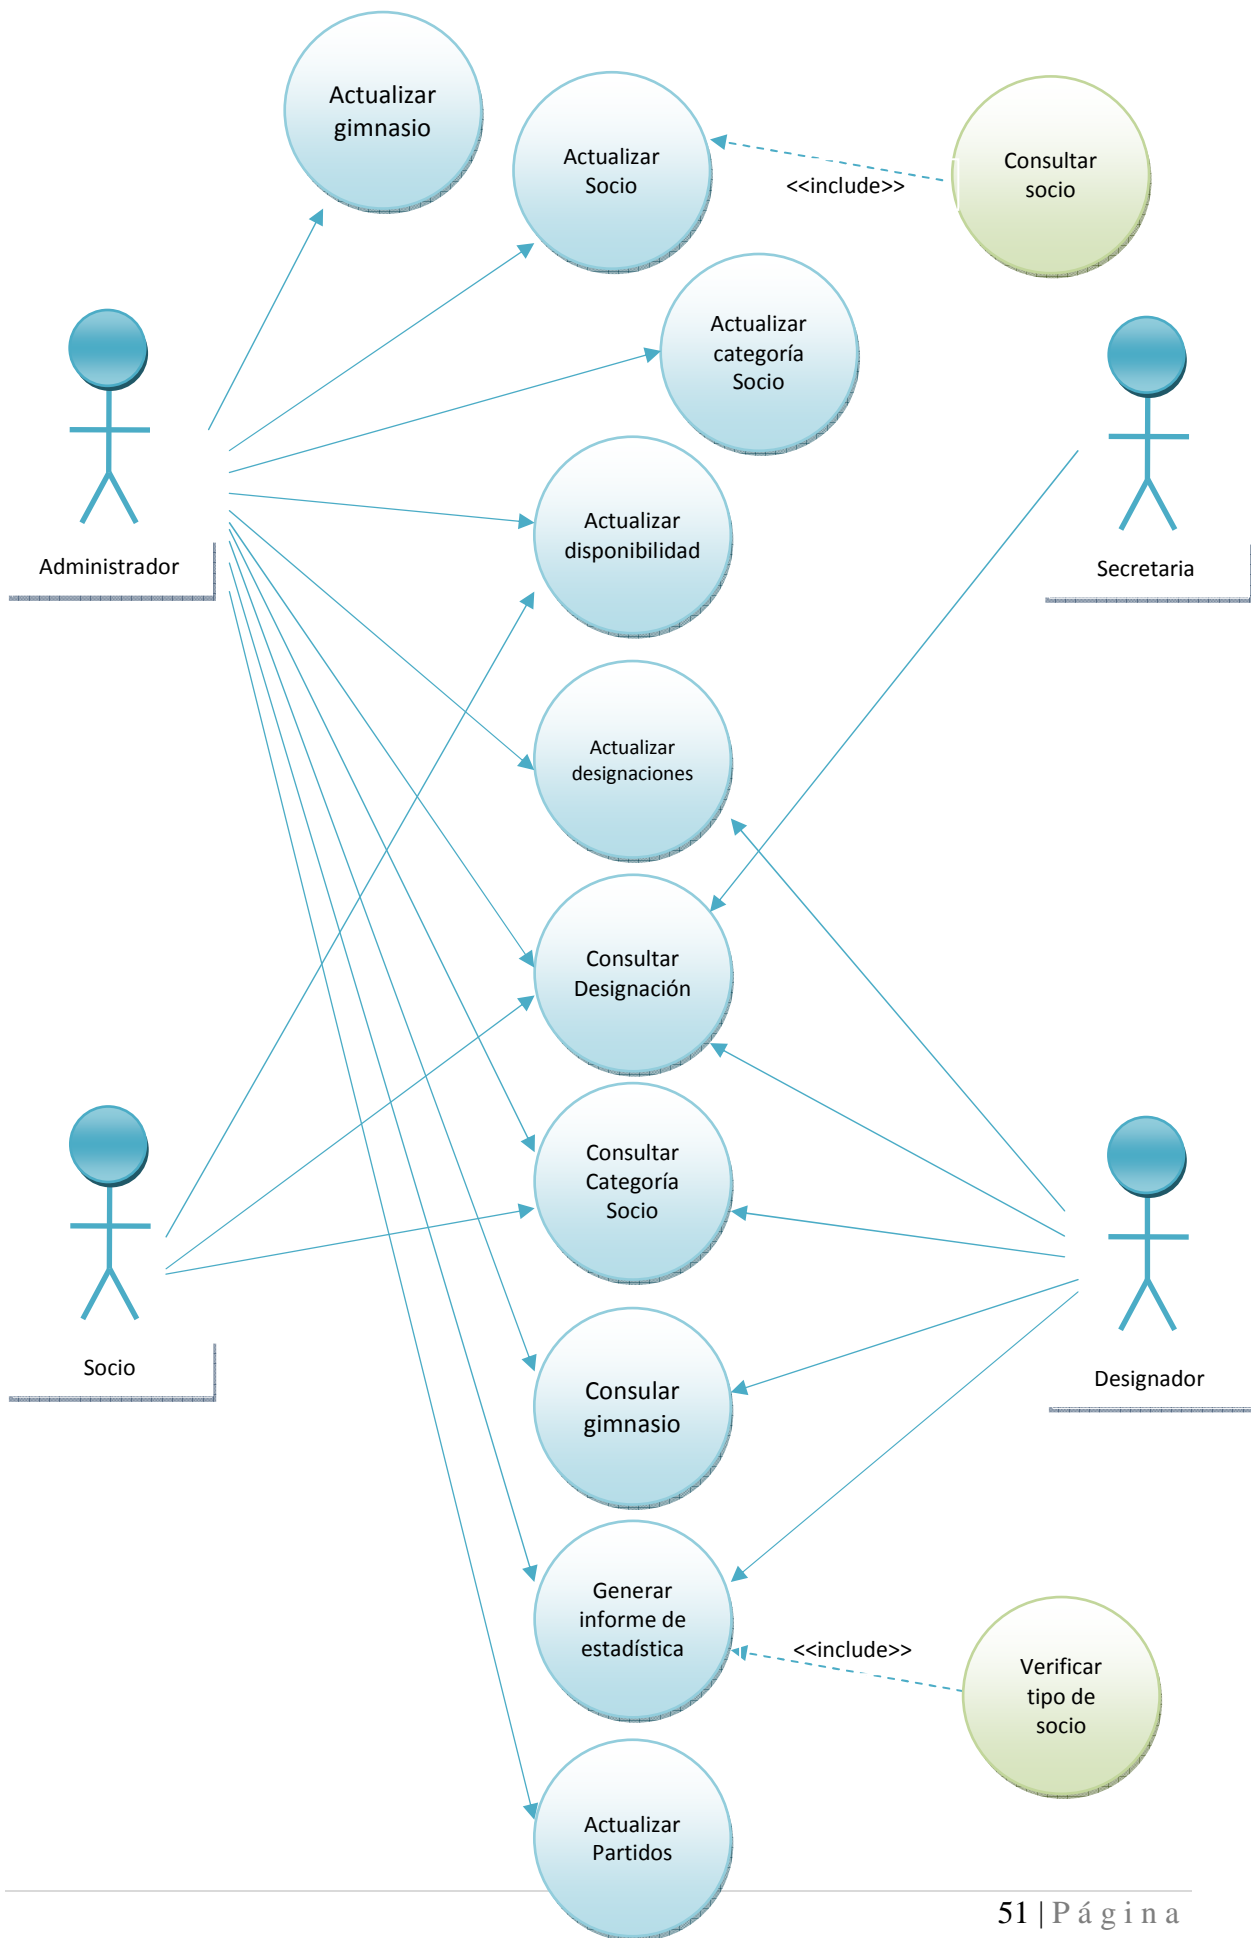 Actualizar
gimnasio
Actualizar
Socio
<<include>>
Consultar
socio
Actualizar
categoría
Socio
Administrador
Actualizar
disponibilidad
Secretaria
Actualizar
designaciones
Consultar
Designación
Consultar
Categoría
Socio
Socio
Designador
Consular
gimnasio
Generar
informe de
estadística
<<include>>
Verificar
tipo de
socio
Actualizar
Partidos
51 | P á g i n a